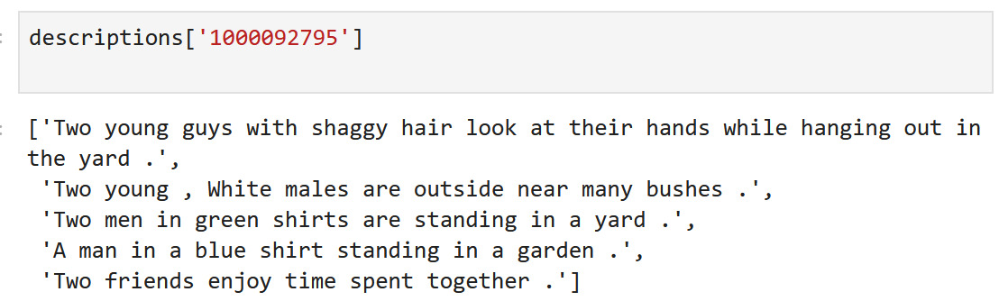 descriptions['1000092795']
['Two young guys with shaggy hair look at their hands while hanging out in
the yard .',
'Two young , White males are outside near many bushes .',
'Two men in green shirts are standing in a yard .',
'A man in a blue shirt standing in a garden .',
'Two friends enjoy time spent together .']